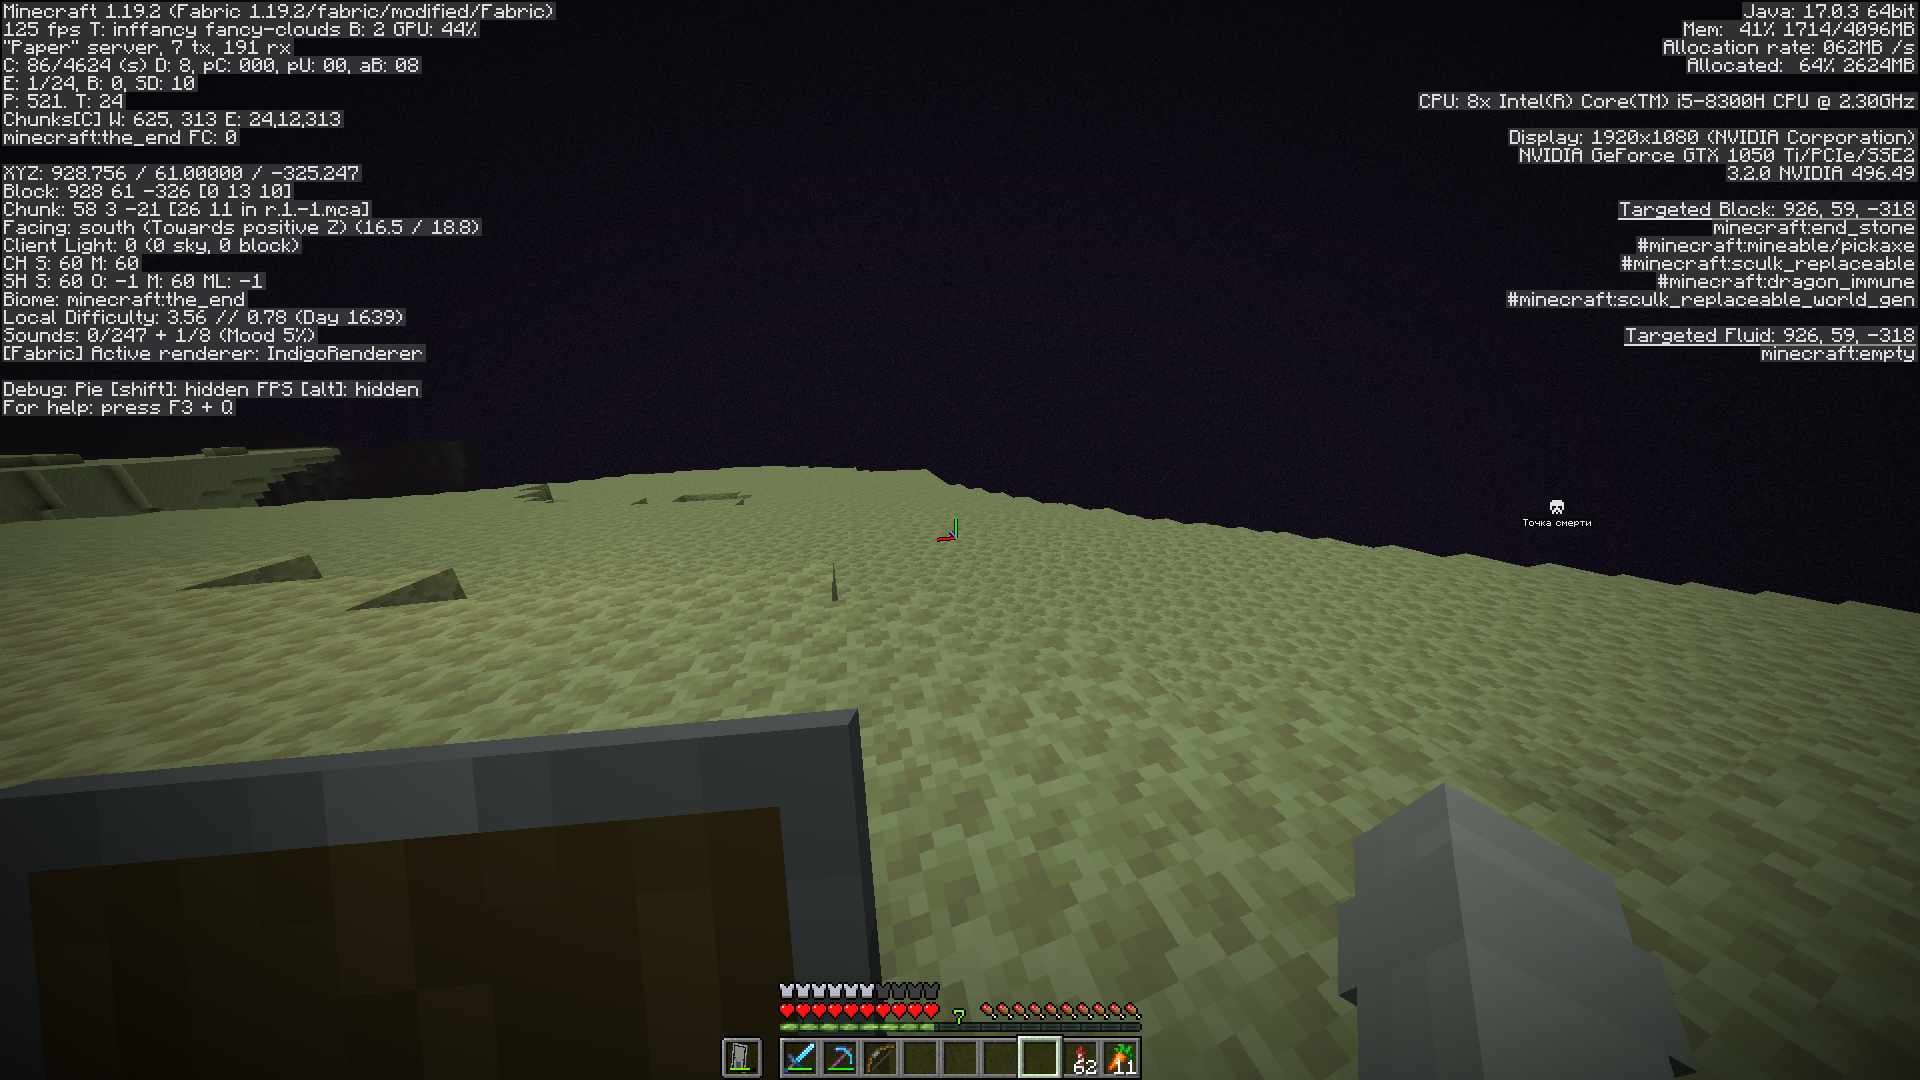 Minecraft 1.19.2 (Fabric 1.19.2/fabric/modified/Fabric)
125 fps T: inffancy fancy-clouds B: 2 GPU: 44%
"Paper" server, 7 tx, 191 rx
C: 86/4624 (s) D: 8, pC: 000, pU: 00, aB: 08
E: 1/24, B: 0, SD: 10
P: 521. T: 24
Chunks[C] W: 625, 313 E: 24,12,313
minecraft:the_end FC: 0
XYZ: 928.756 / 61.00000 / -325.247
Block: 928 61 -326 [0 13 10]
Chunk: 58 3 -21 [26 11 in r.1.-1.mca]
Facing: south (Towards positive Z) (16.5 / 18.8)
Client Light: 0 (0 sky, 0 block)
CH S: 60 M: 60
SH S: 60 O: -1 M: 60 ML: -1
Biome: minecraft:the_end
Local Difficulty: 3.56 // 0.78 (Day 1639)
Sounds: 0/247 + 1/8 (Mood 5%)
[Fabric] Active renderer: IndigoRenderer
Debug: Pie [shift]: hidden FPS [alt]: hidden
For help: press F3 + Q
Java: 17.0.3 64bit
Mem: 41% 1714/4096MB
Allocation rate: 062MB /s
Allocated: 64% 2624MB
CPU: 8x Intel(R) Core(TM) i5-8300H CPU @ 2.30GHz
Display: 1920x1080 (NVIDIA Corporation)
NVIDIA GeForce GTX 1050 Ti/PCIe/SSE2
3.2.0 NVIDIA 496.49
Targeted Block: 926, 59, -318
minecraft:end_stone
#minecraft:mineable/pickaxe
#minecraft:sculk_replaceable
#minecraft:dragon_immune
#minecraft:sculk_replaceable_world_gen
Targeted Fluid: 926, 59, -318
minecraft:empty
Точка смерти
7
62
11